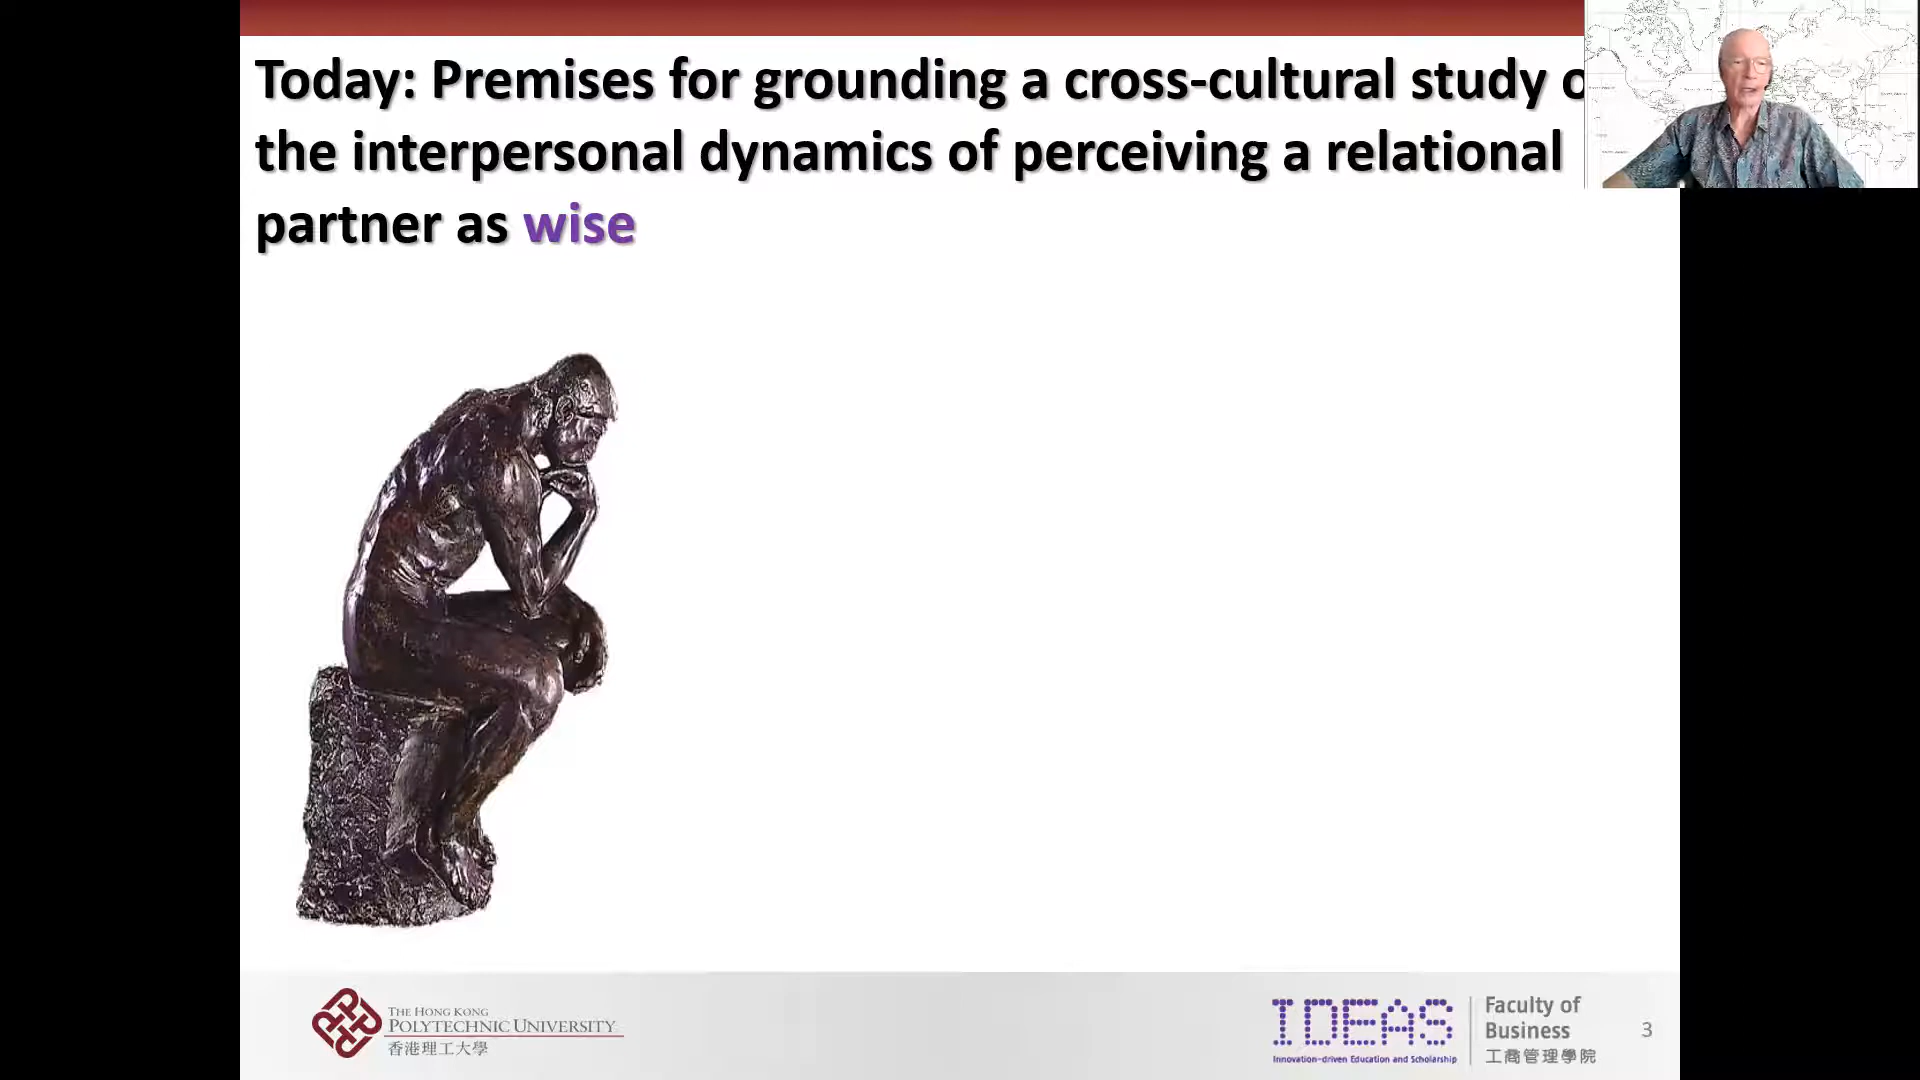 Today: Premises for grounding a cross-cultural study o
the interpersonal dynamics of perceiving a relational
partner as wise
THE HONG KONG
POLYTECHNIC UNIVERSITY
香港理工大學
IDEAS
Innovation-driven Education and Scholarship
Faculty of
Business
工商管理學院
3